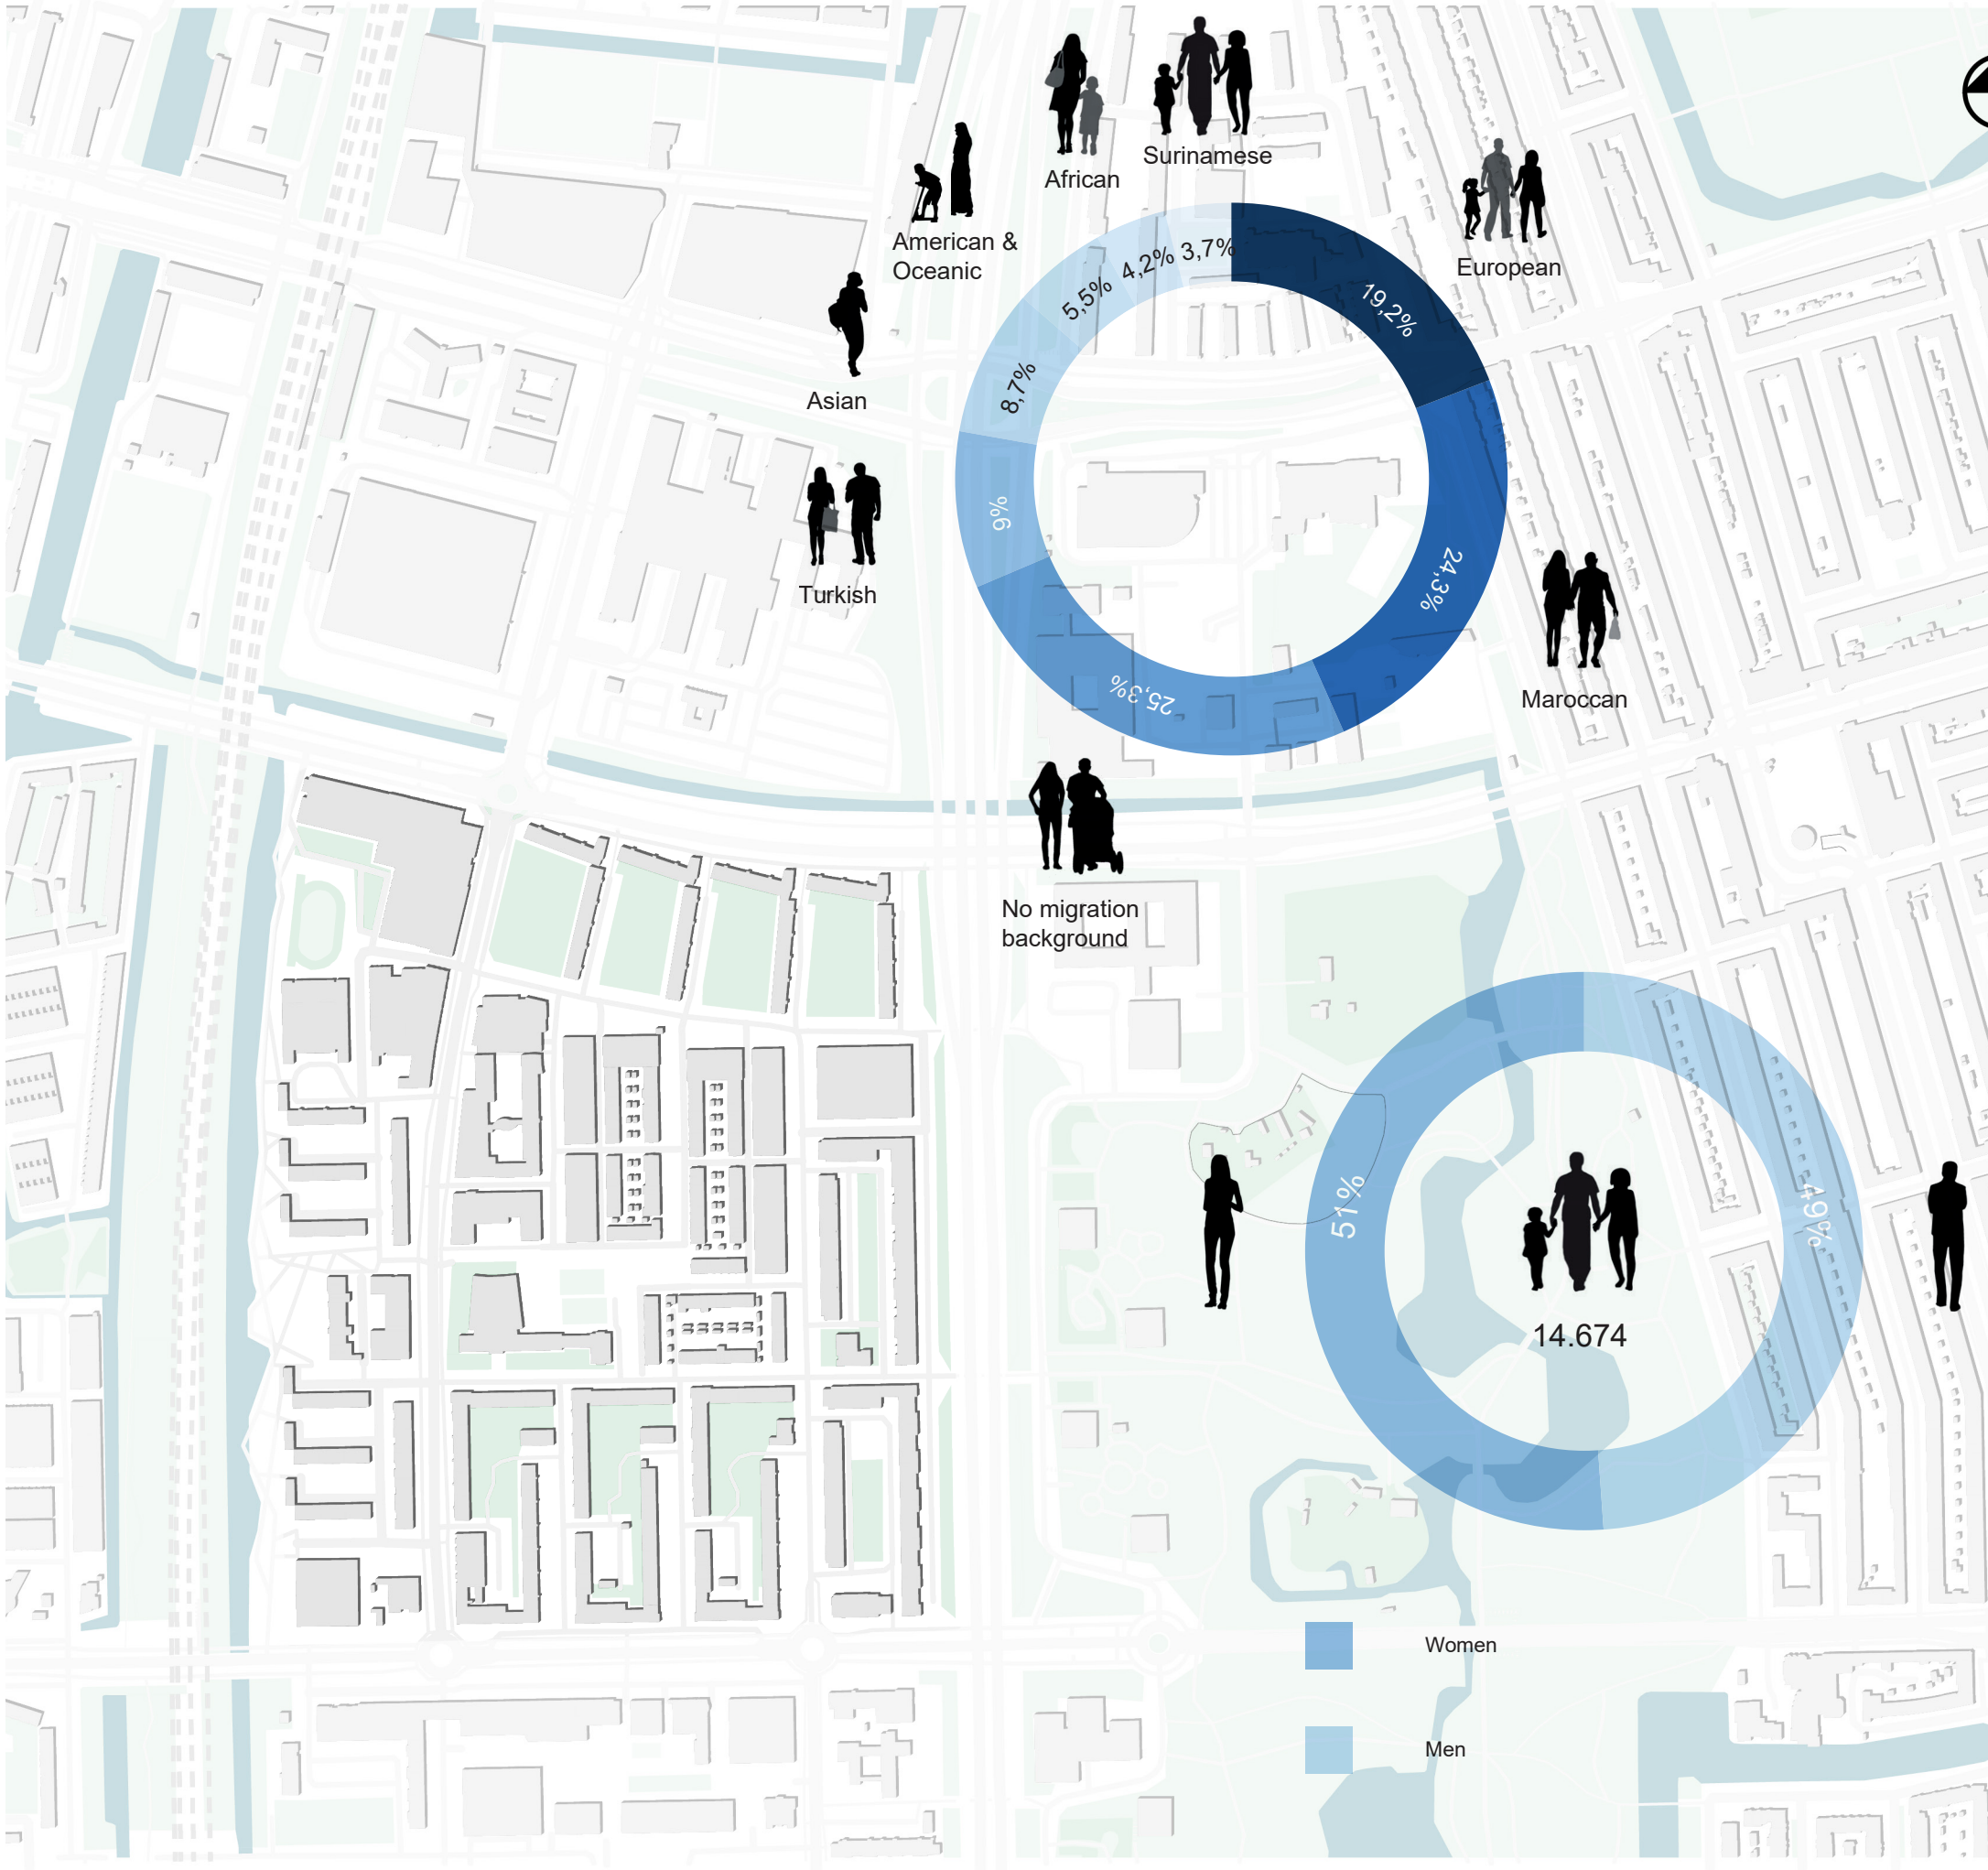 Surinamese
African
American &
Oceanic
European
Asian
Turkish
Maroccan
No migration
background
19,2%
24,3%
25,3%
9%
8,7%
5,5%
4,2%
3,7%
51%
49%
14.674
Women
Men